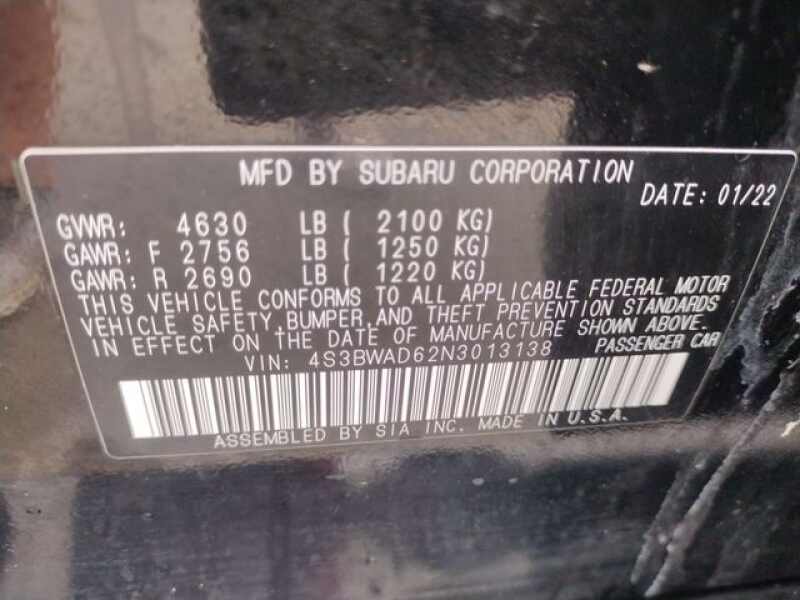 MFD BY SUBARU CORPORATION
DATE: 01/22
GVWR: 4630 LB ( 2100 KG)
GAWR: F 2756 LB ( 1250 KG)
GAWR: R 2690 LB ( 1220 KG)
THIS VEHICLE CONFORMS TO ALL APPLICABLE FEDERAL MOTOR
VEHICLE SAFETY, BUMPER, AND THEFT PREVENTION STANDARDS
IN EFFECT ON THE DATE OF MANUFACTURE SHOWN ABOVE.
VIN: 4S3BWAD62N3013138 PASSENGER CAR
ASSEMBLED BY SIA INC. MADE IN U.S.A.